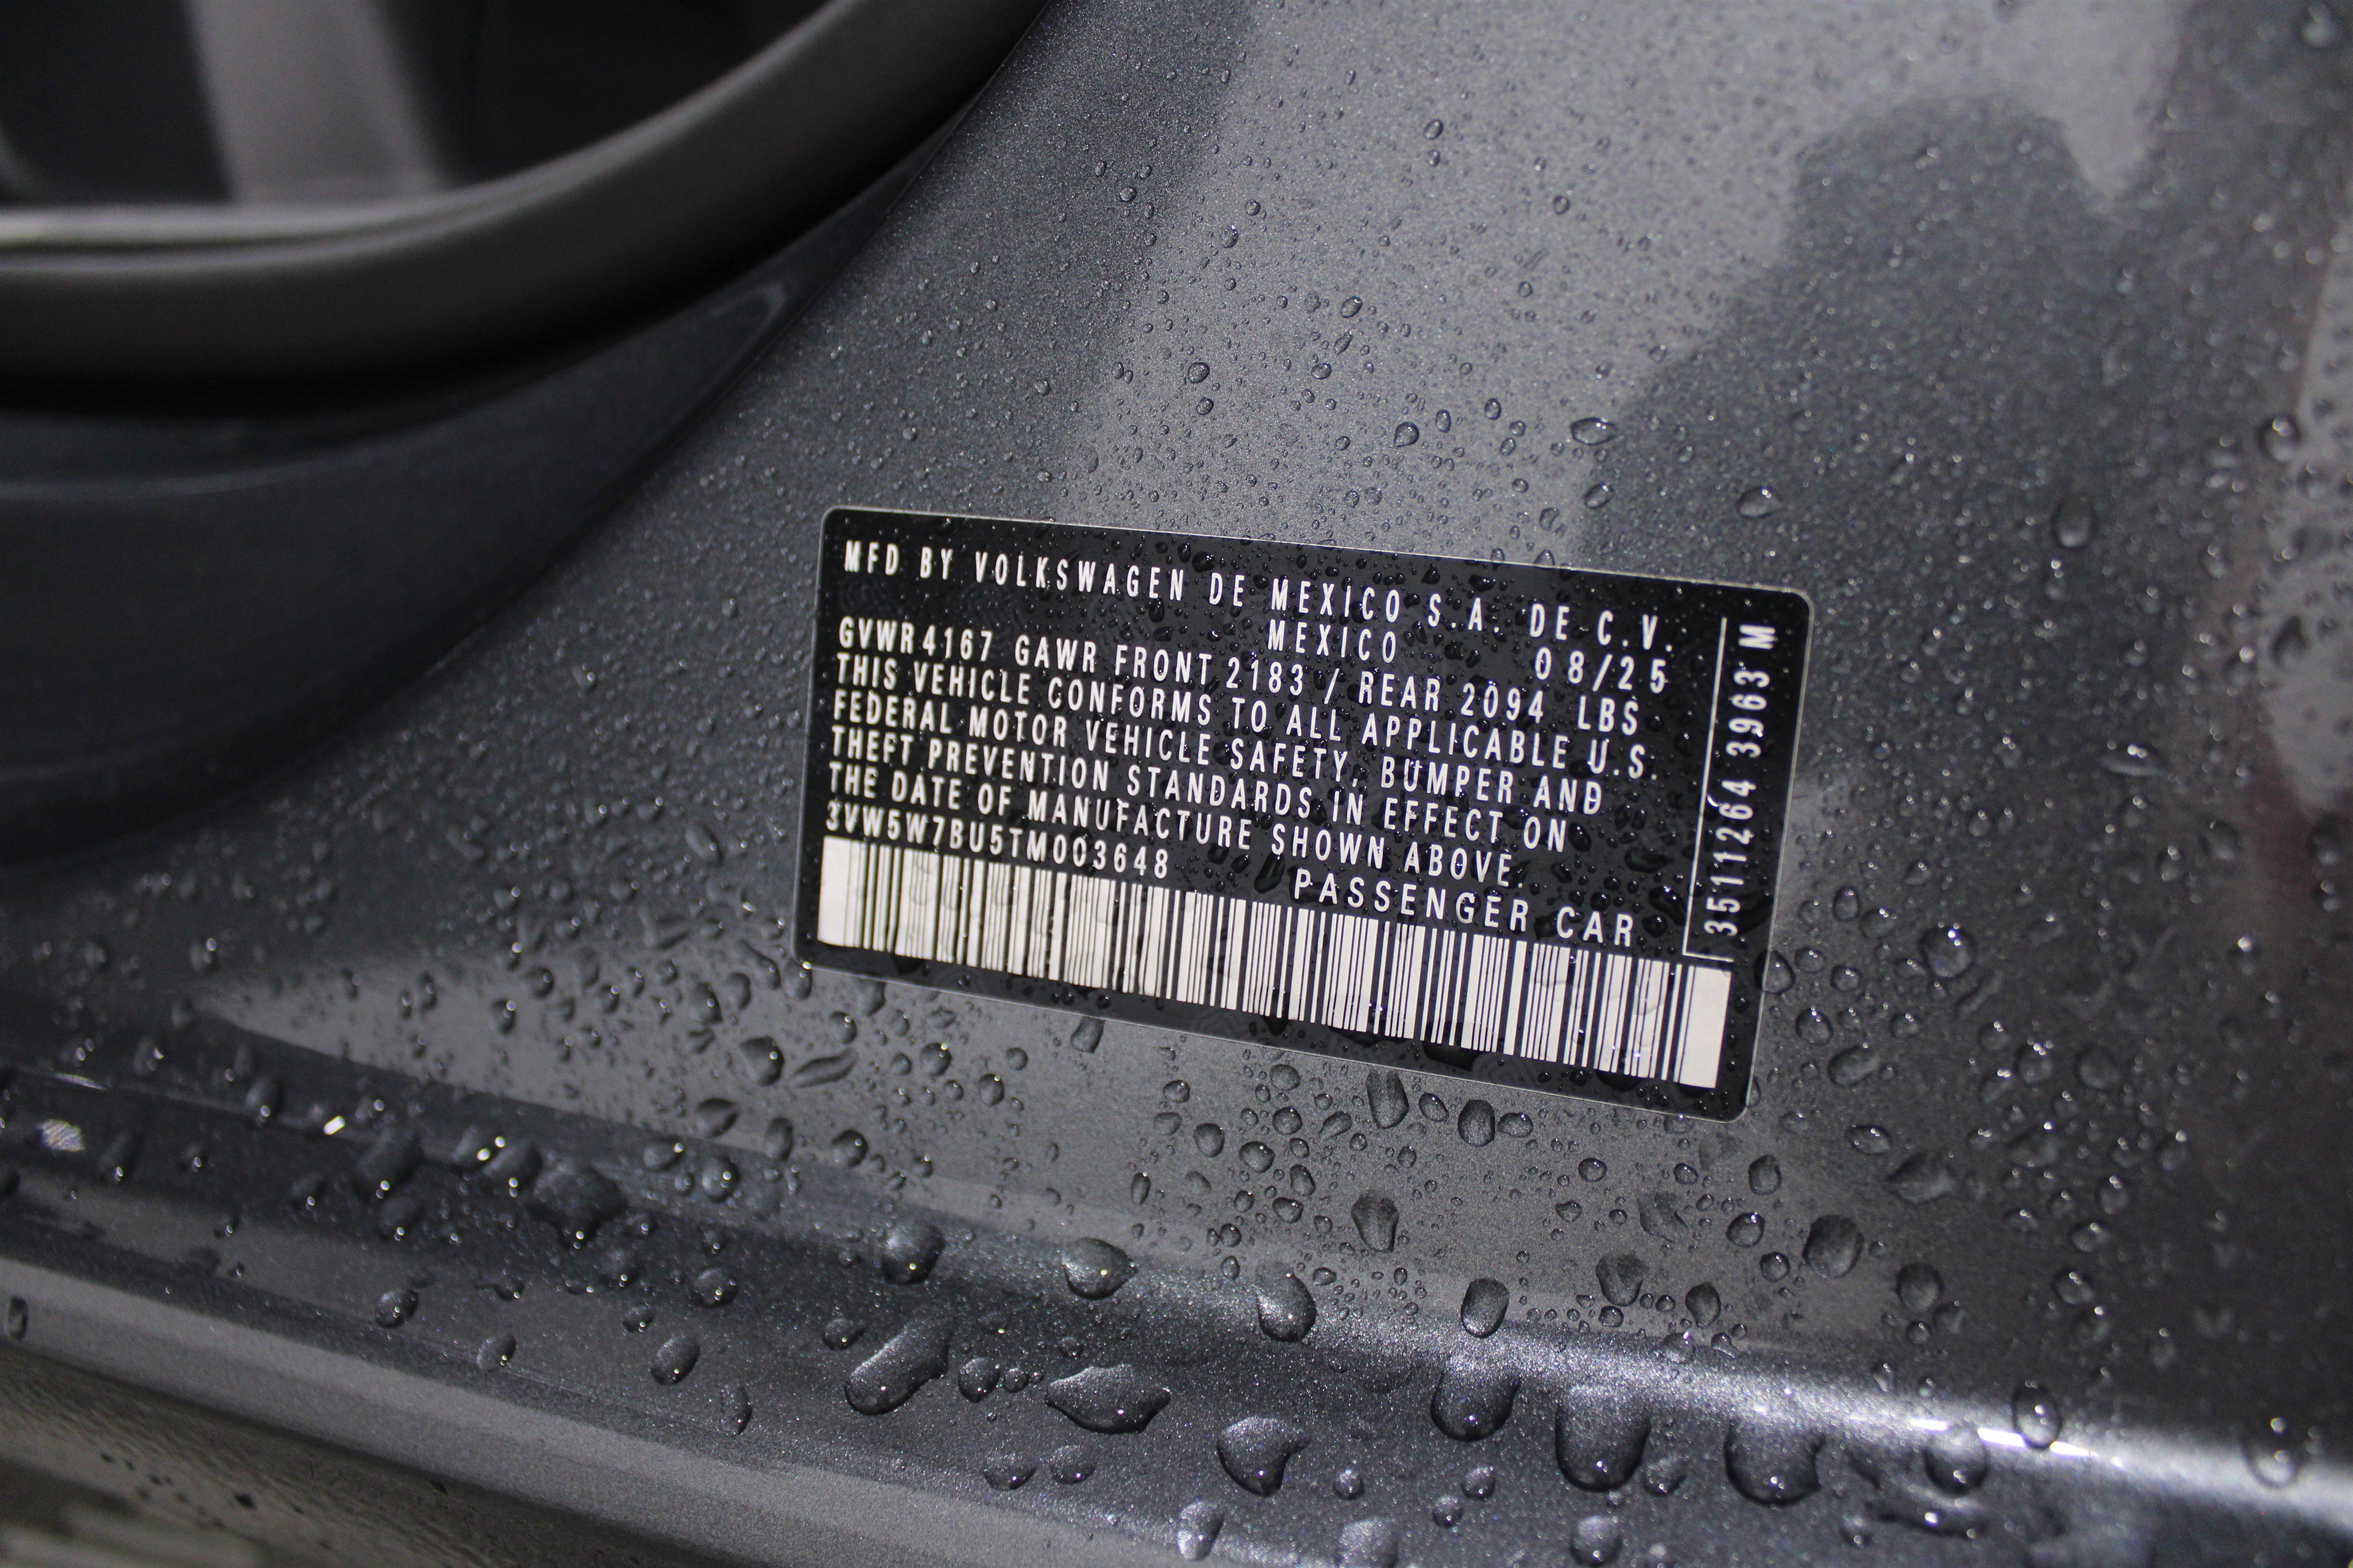 MFD BY VOLKSWAGEN DE MEXICO S.A. DE C.V.
MEXICO 08/25
GVWR 4167 GAWR FRONT 2183 / REAR 2094 LBS
THIS VEHICLE CONFORMS TO ALL APPLICABLE U.S.
FEDERAL MOTOR VEHICLE SAFETY, BUMPER AND
THEFT PREVENTION STANDARDS IN EFFECT ON
THE DATE OF MANUFACTURE SHOWN ABOVE.
3VW5W7BU5TM003648 PASSENGER CAR
3511264 3963 M